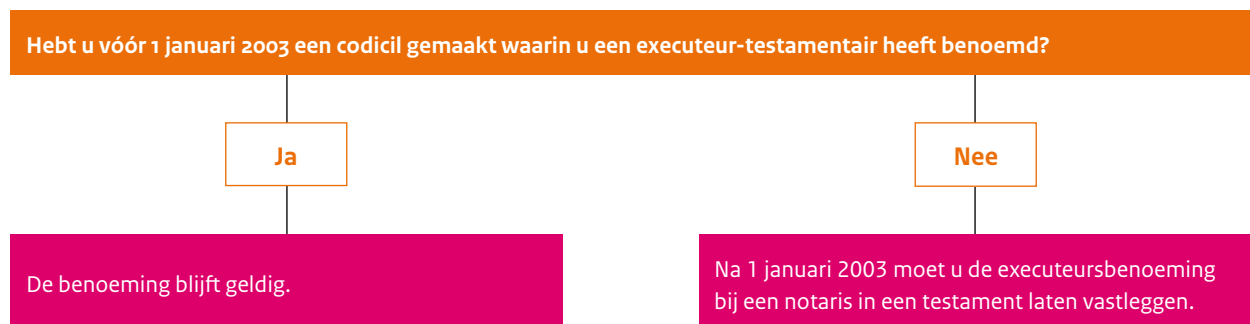 Hebt u vóór 1 januari 2003 een codicil gemaakt waarin u een executeur-testamentair heeft benoemd?
Ja
Nee
De benoeming blijft geldig.
Na 1 januari 2003 moet u de executeursbenoeming
bij een notaris in een testament laten vastleggen.